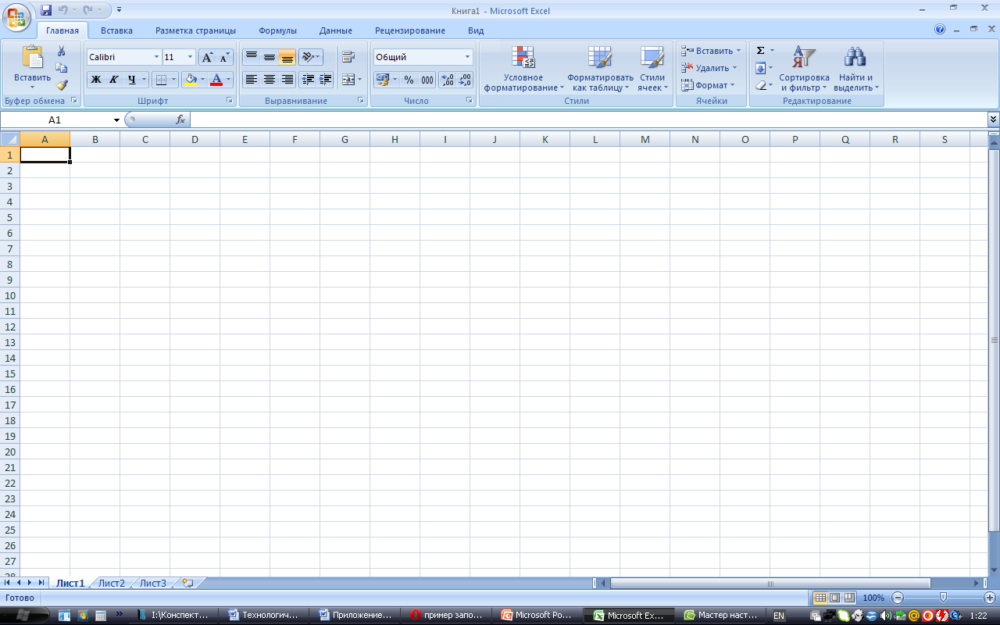 Книга1 - Microsoft Excel
Главная Вставка Разметка страницы Формулы Данные Рецензирование Вид
Calibri 11 Общий
Вставить
Ж К Ч % 000
Условное форматирование
Форматировать как таблицу
Стили ячеек
Вставить
Удалить
Формат
Сортировка и фильтр
Найти и выделить
Буфер обмена Шрифт Выравнивание Число Стили Ячейки Редактирование
A1 fx
A B C D E F G H I J K L M N O P Q R S
1
2
3
4
5
6
7
8
9
10
11
12
13
14
15
16
17
18
19
20
21
22
23
24
25
26
27
28
Лист1 Лист2 Лист3
Готово 100%
I:\Конспект... Технологич... Приложение... пример запо... Microsoft Po... Microsoft Ex... Мастер наст... EN 1:22